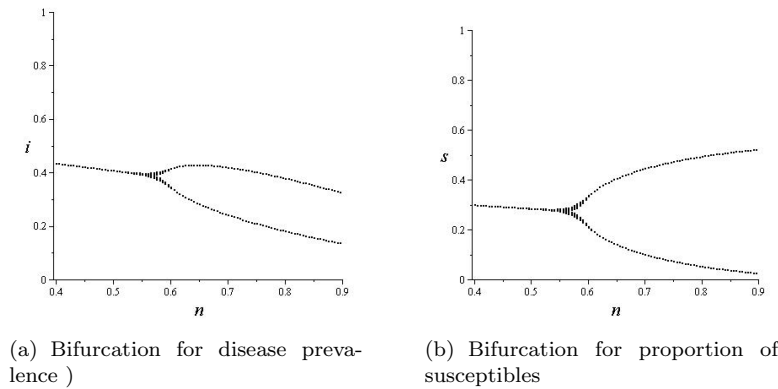 1
0.8
0.6
i
0.4
0.2
0
0.4 0.5 0.6 0.7 0.8 0.9
n
(a) Bifurcation for disease preva-
lence )
1
0.8
0.6
s
0.4
0.2
0
0.4 0.5 0.6 0.7 0.8 0.9
n
(b) Bifurcation for proportion of
susceptibles